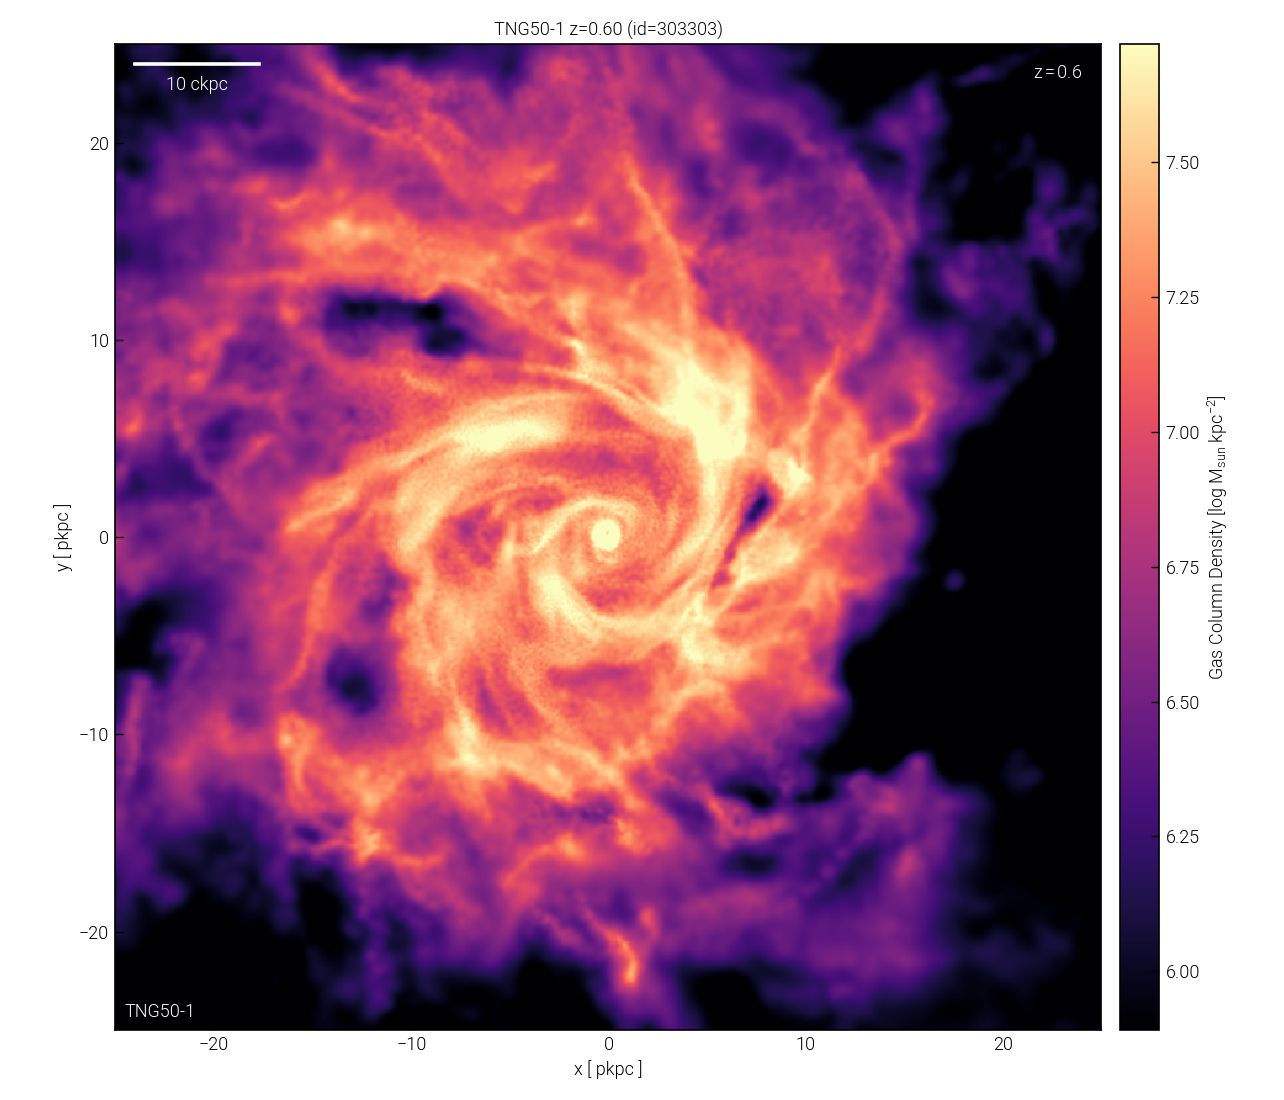 TNG50-1 z=0.60 (id=303303)
10 ckpc
z=0.6
TNG50-1
y [ pkpc ]
20
10
0
−10
−20
−20
−10
0
10
20
x [ pkpc ]
7.50
7.25
7.00
6.75
6.50
6.25
6.00
Gas Column Density [log M_sun kpc⁻²]